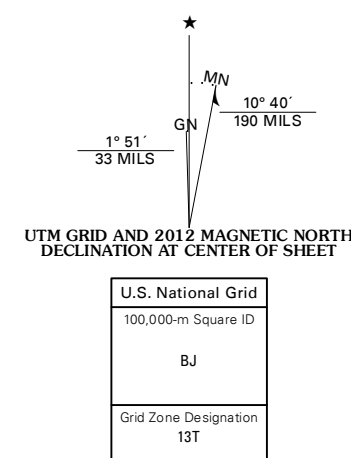 ★
MN
GN
10° 40´
190 MILS
1° 51´
33 MILS
UTM GRID AND 2012 MAGNETIC NORTH
DECLINATION AT CENTER OF SHEET
U.S. National Grid
100,000-m Square ID
BJ
Grid Zone Designation
13T